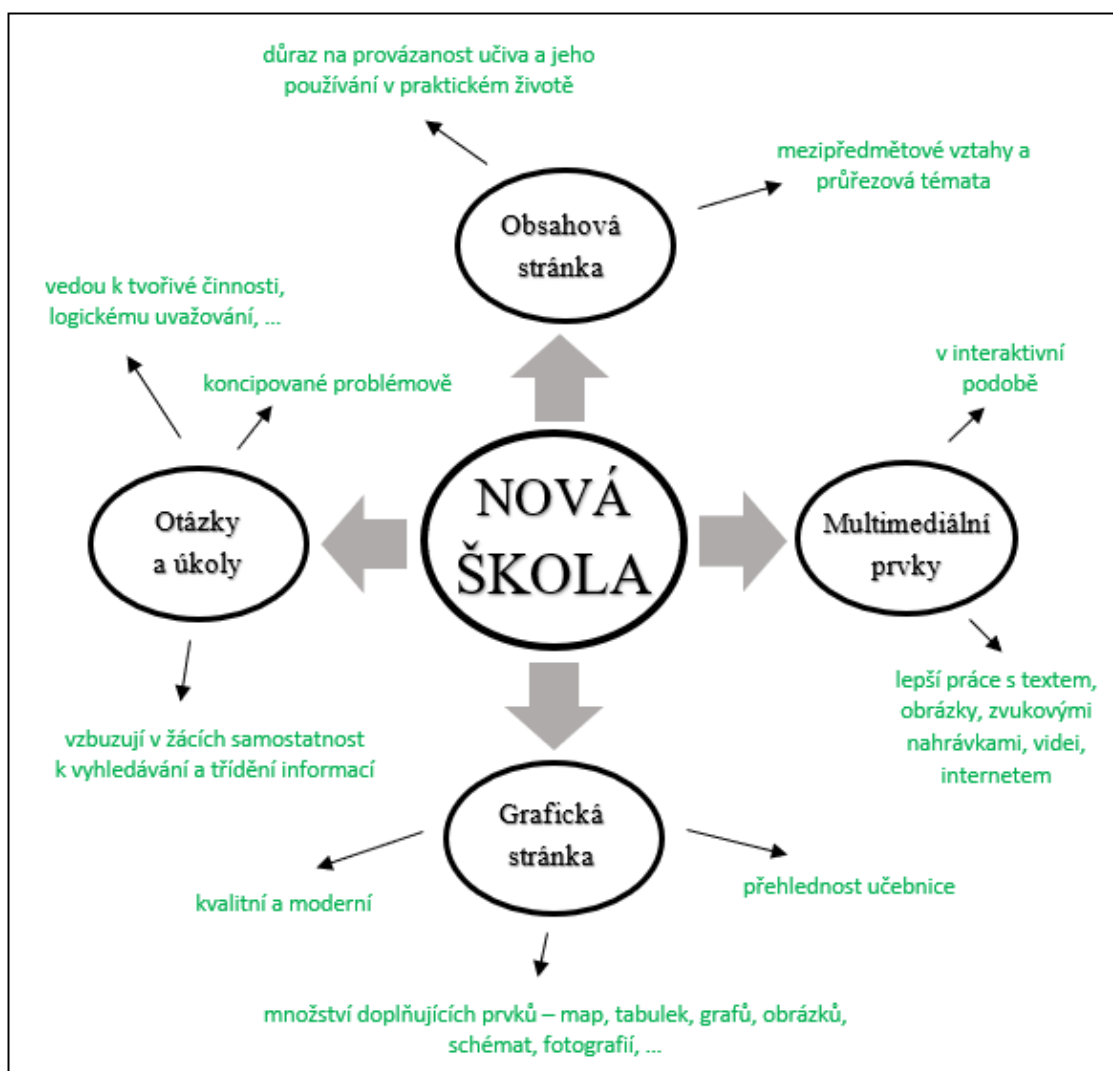 důraz na provázanost učiva a jeho
používání v praktickém životě
mezipředmětové vztahy a
průřezová témata
Obsahová
stránka
vedou k tvořivé činnosti,
logickému uvažování, ...
koncipované problémově
v interaktivní
podobě
NOVÁ
ŠKOLA
Otázky
a úkoly
Multimediální
prvky
vzbuzují v žácích samostatnost
k vyhledávání a třídění informací
lepší práce s textem,
obrázky, zvukovými
nahrávkami, videi,
internetem
Grafická
stránka
kvalitní a moderní
přehlednost učebnice
množství doplňujících prvků – map, tabulek, grafů, obrázků,
schémat, fotografií, ...